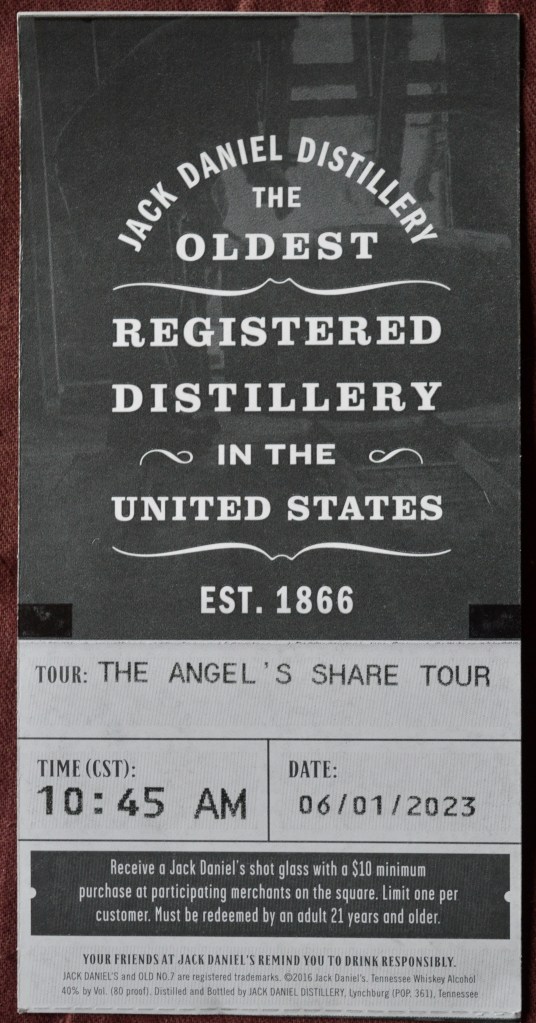 JACK DANIEL DISTILLERY
THE
OLDEST
REGISTERED
DISTILLERY
IN THE
UNITED STATES
EST. 1866
TOUR: THE ANGEL'S SHARE TOUR
TIME (CST):
10:45 AM
DATE:
06/01/2023
Receive a Jack Daniel's shot glass with a $10 minimum
purchase at participating merchants on the square. Limit one per
customer. Must be redeemed by an adult 21 years and older.
YOUR FRIENDS AT JACK DANIEL'S REMIND YOU TO DRINK RESPONSIBLY.
JACK DANIEL'S and OLD NO.7 are registered trademarks. ©2016 Jack Daniel's. Tennessee Whiskey Alcohol
40% by Vol. (80 proof). Distilled and Bottled by JACK DANIEL DISTILLERY, Lynchburg (POP. 361), Tennessee